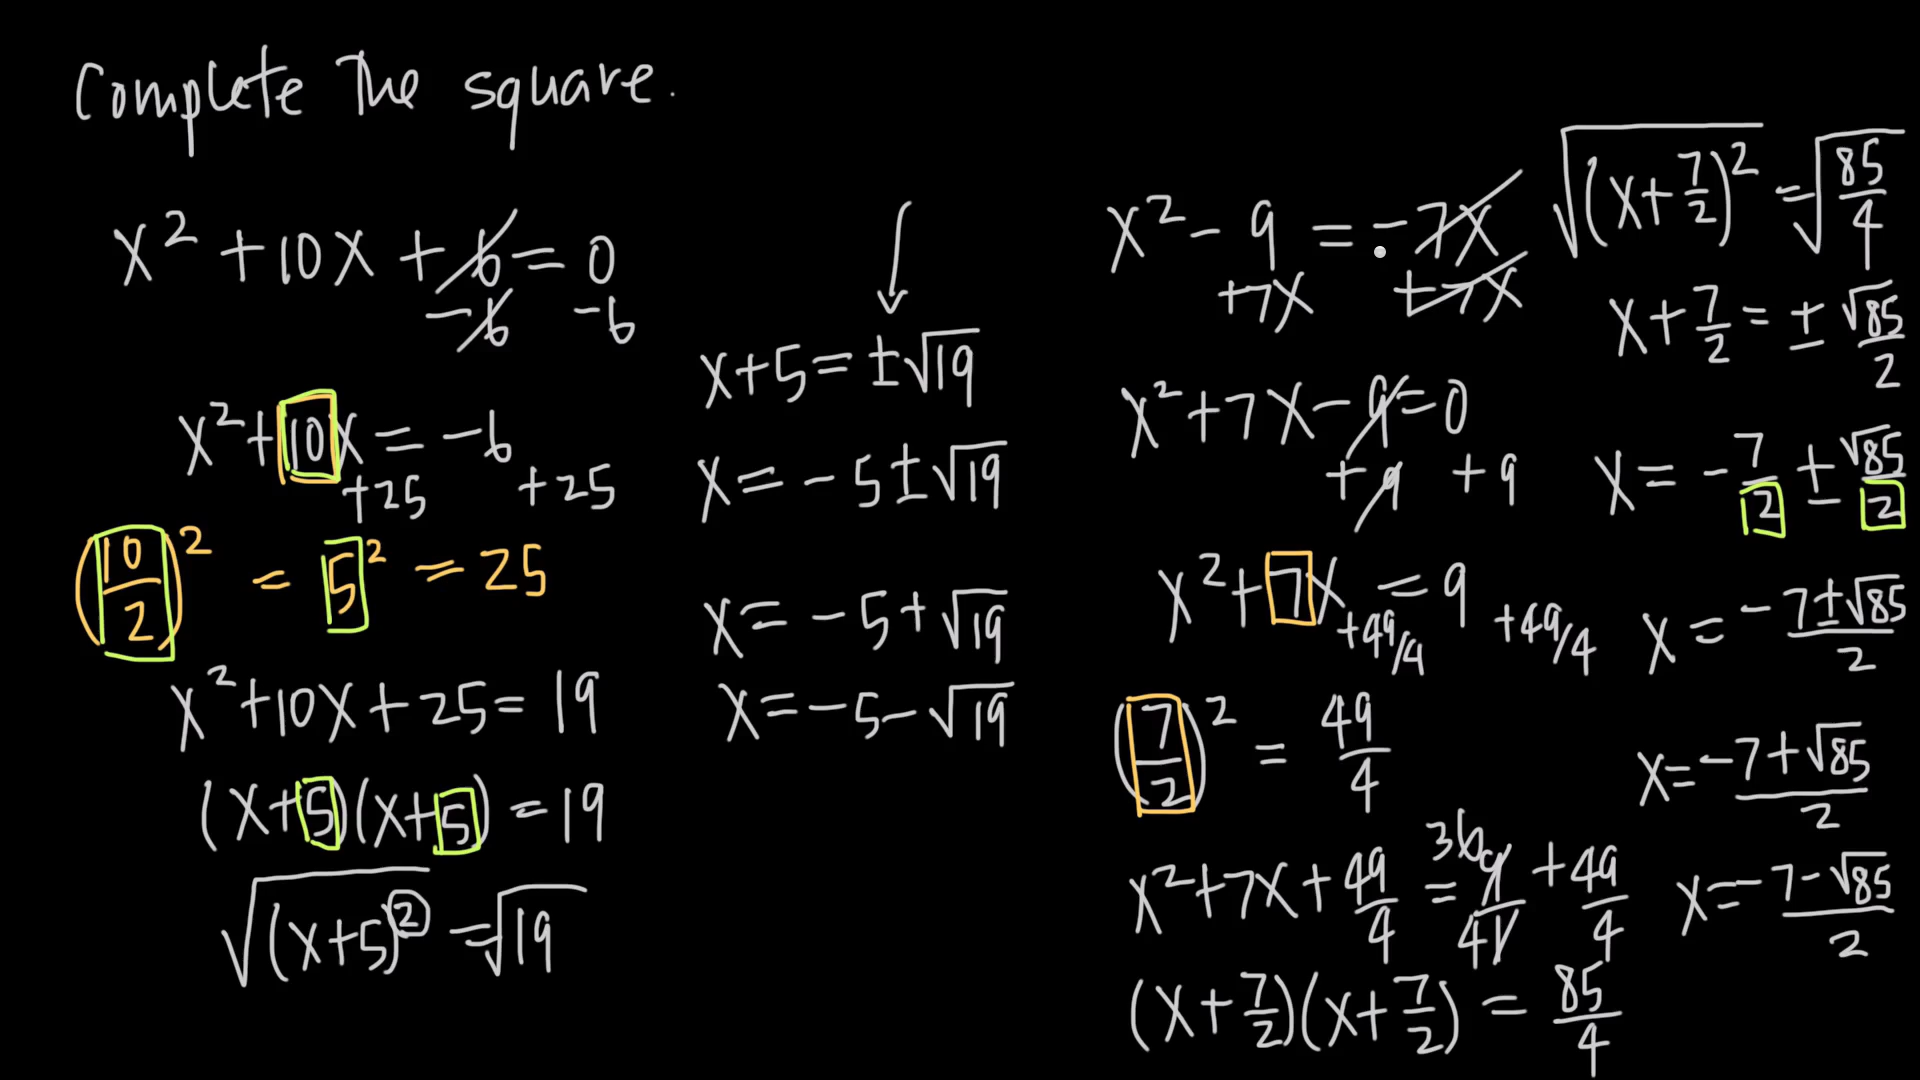 Complete the square.
x² + 10x + 6 = 0
-6 -6
x² + 10x = -6
+25 +25
(10/2)² = 5² = 25
x² + 10x + 25 = 19
(x+5)(x+5) = 19
√(x+5)² = √19
x+5 = ±√19
x = -5 ± √19
x = -5 + √19
x = -5 - √19
x² - 9 = -7x
+7x +7x
x² + 7x - 9 = 0
+9 +9
x² + 7x = 9
+49/4 +49/4
(7/2)² = 49/4
x² + 7x + 49/4 = 36/4 9/1 + 49/4
(x + 7/2)(x + 7/2) = 85/4
√(x + 7/2)² = √85/4
x + 7/2 = ± √85/2
x = -7/2 ± √85/2
x = -7±√85/2
x = -7+√85/2
x = -7-√85/2